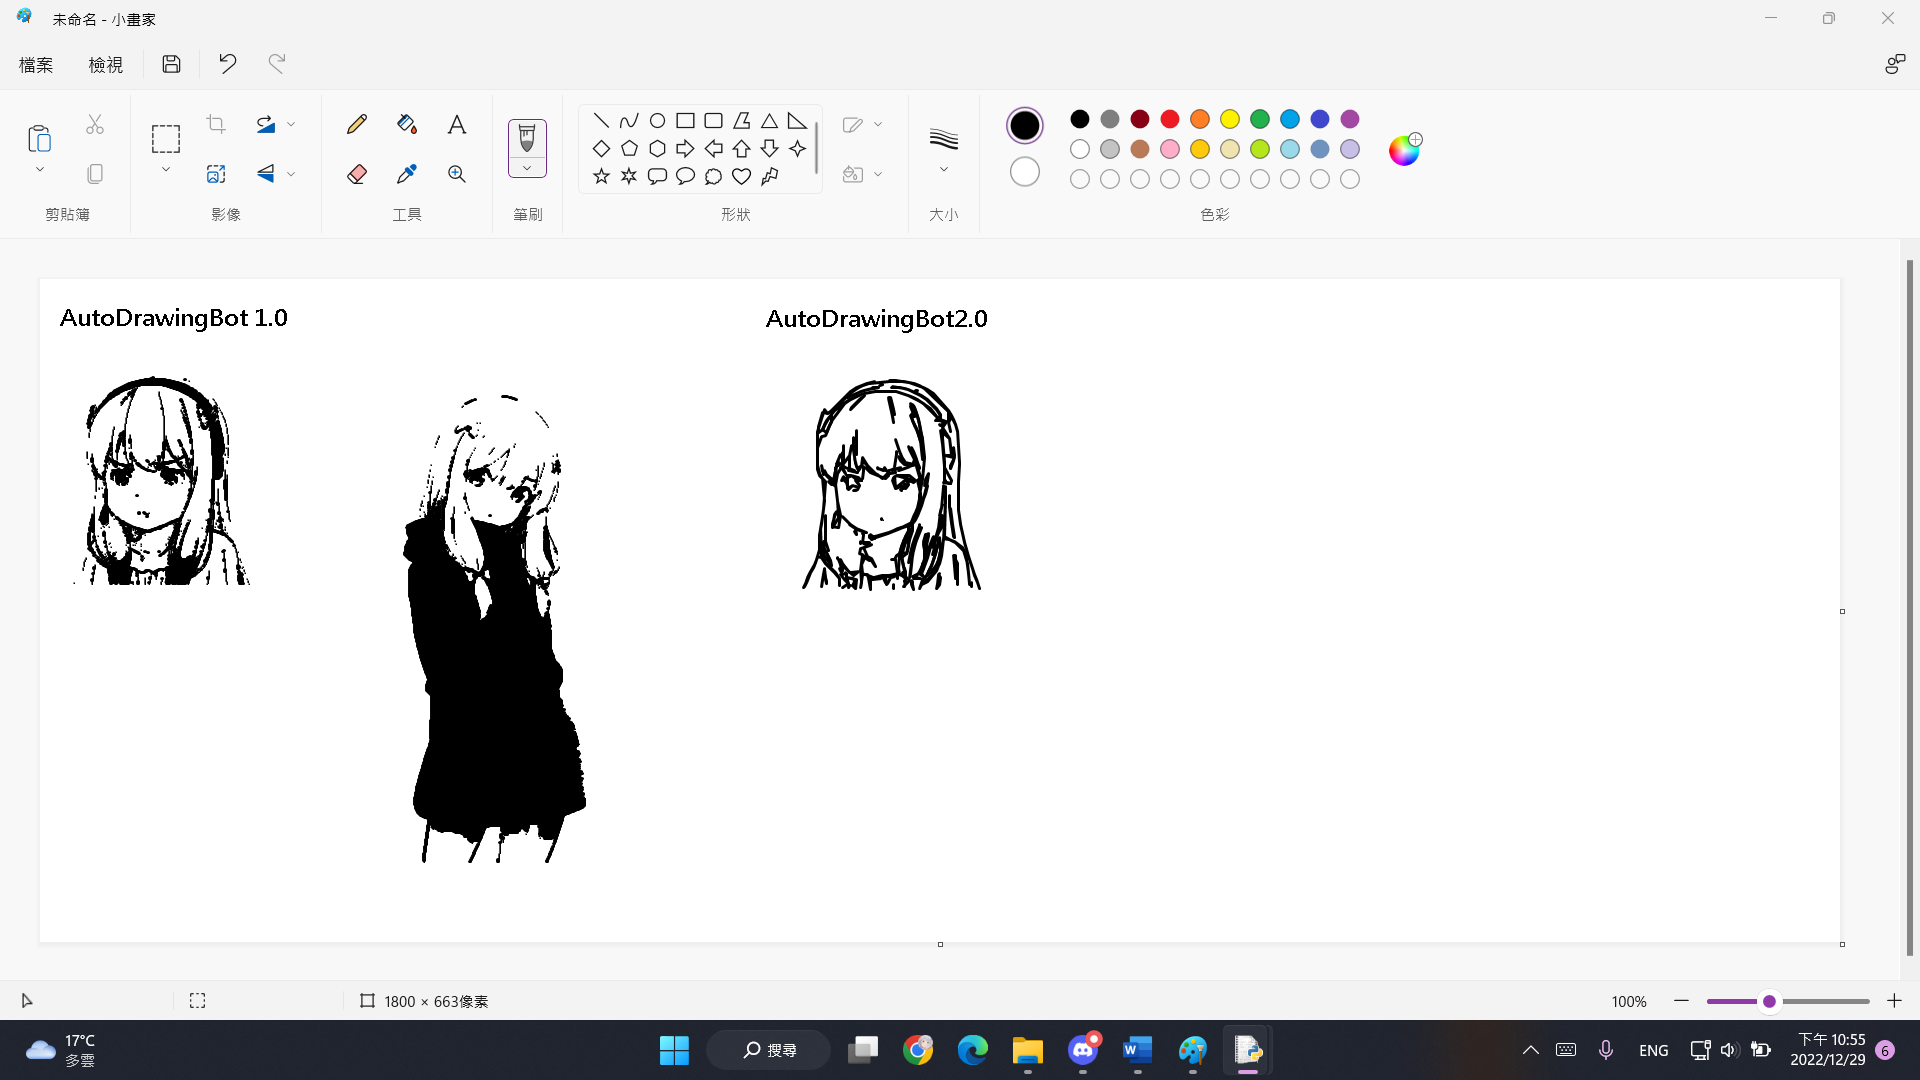 未命名 - 小畫家
檔案 檢視
剪貼簿 影像 工具 筆刷 形狀 大小 色彩
AutoDrawingBot 1.0
AutoDrawingBot2.0
1800 × 663像素
100%
17°C
多雲
搜尋
ENG
下午 10:55
2022/12/29
6